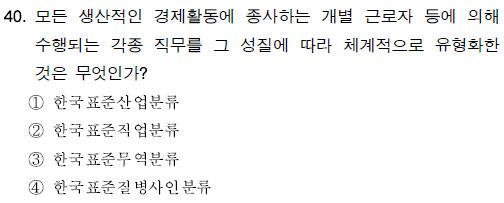 40. 모든 생산적인 경제활동에 종사하는 개별 근로자 등에 의해
수행되는 각종 직무를 그 성질에 따라 체계적으로 유형화한
것은 무엇인가?
① 한국표준산업분류
② 한국표준직업분류
③ 한국표준무역분류
④ 한국표준질병사인분류